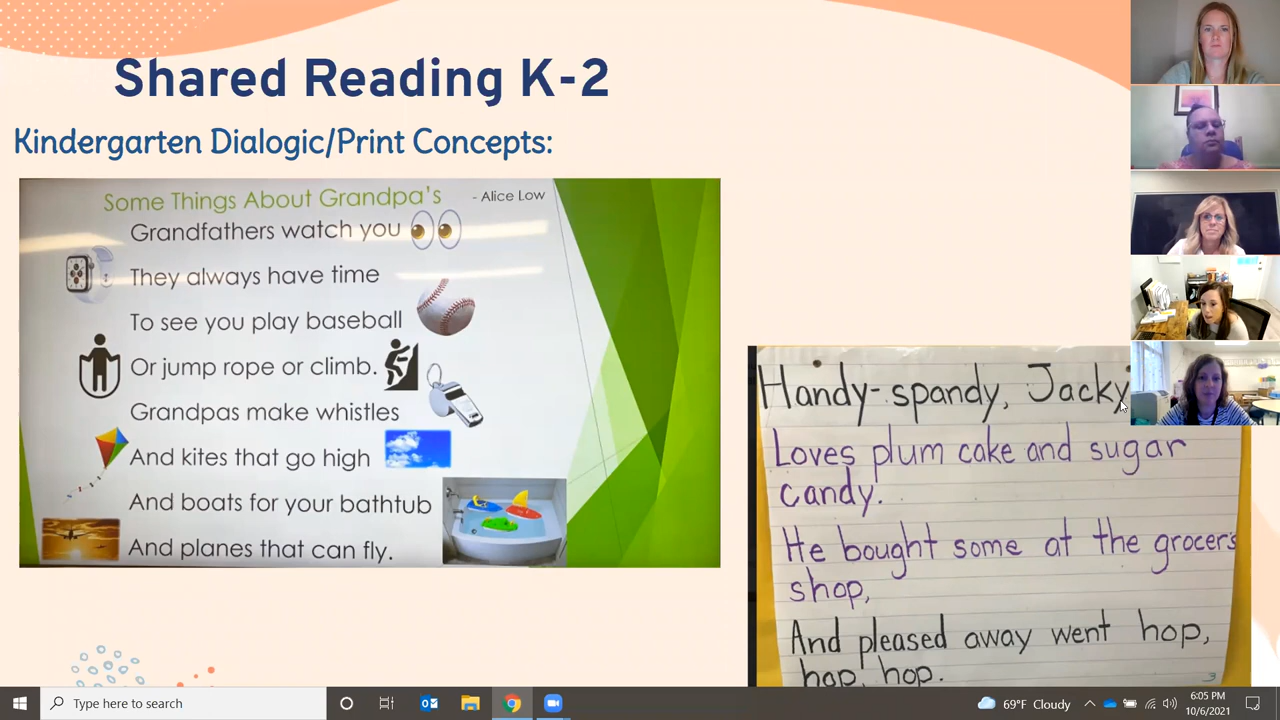 Shared Reading K-2
Kindergarten Dialogic/Print Concepts:
Some Things About Grandpa's
- Alice Low
Grandfathers watch you
They always have time
To see you play baseball
Or jump rope or climb.
Grandpas make whistles
And kites that go high
And boats for your bathtub
And planes that can fly.
Handy-spandy, Jacky
Loves plum cake and sugar
candy.
He bought some at the grocer's
shop,
And pleased away went hop,
hop, hop.
3
Type here to search
69°F Cloudy
6:05 PM
10/6/2021